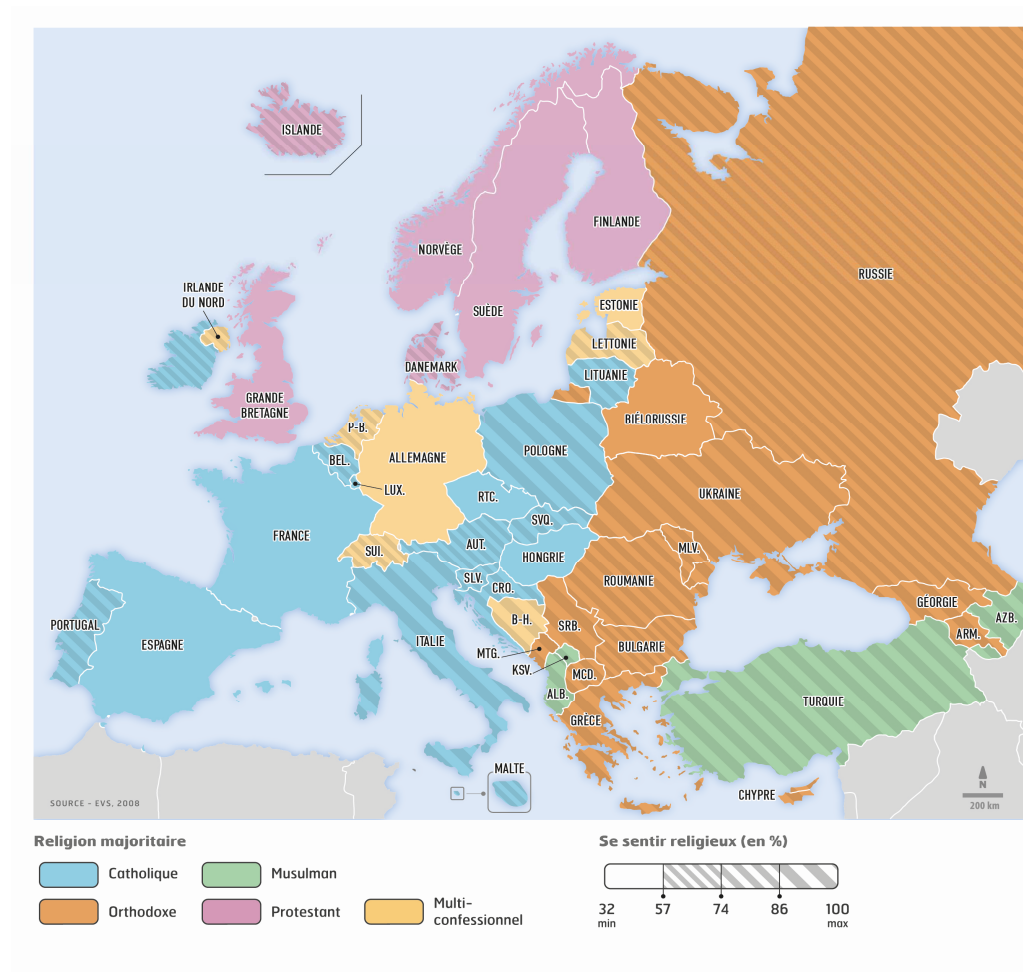 ISLANDE
FINLANDE
NORVÈGE
RUSSIE
IRLANDE
DU NORD
SUÈDE
ESTONIE
LETTONIE
DANEMARK
LITUANIE
GRANDE
BRETAGNE
BIÉLORUSSIE
P-B.
POLOGNE
ALLEMAGNE
BEL.
LUX.
RTC.
UKRAINE
SVQ.
FRANCE
AUT.
SUI.
HONGRIE
MLV.
SLV.
CRO.
ROUMANIE
GÉORGIE
AZB.
B-H.
PORTUGAL
SRB.
ARM.
ESPAGNE
ITALIE
BULGARIE
MTG.
KSV.
MCD.
ALB.
TURQUIE
GRÈCE
MALTE
%
CHYPRE
N
200 km
SOURCE - EVS, 2008
Religion majoritaire
Catholique
Musulman
Orthodoxe
Protestant
Multi-
confessionnel
Se sentir religieux (en %)
32 57 74 86 100
min max